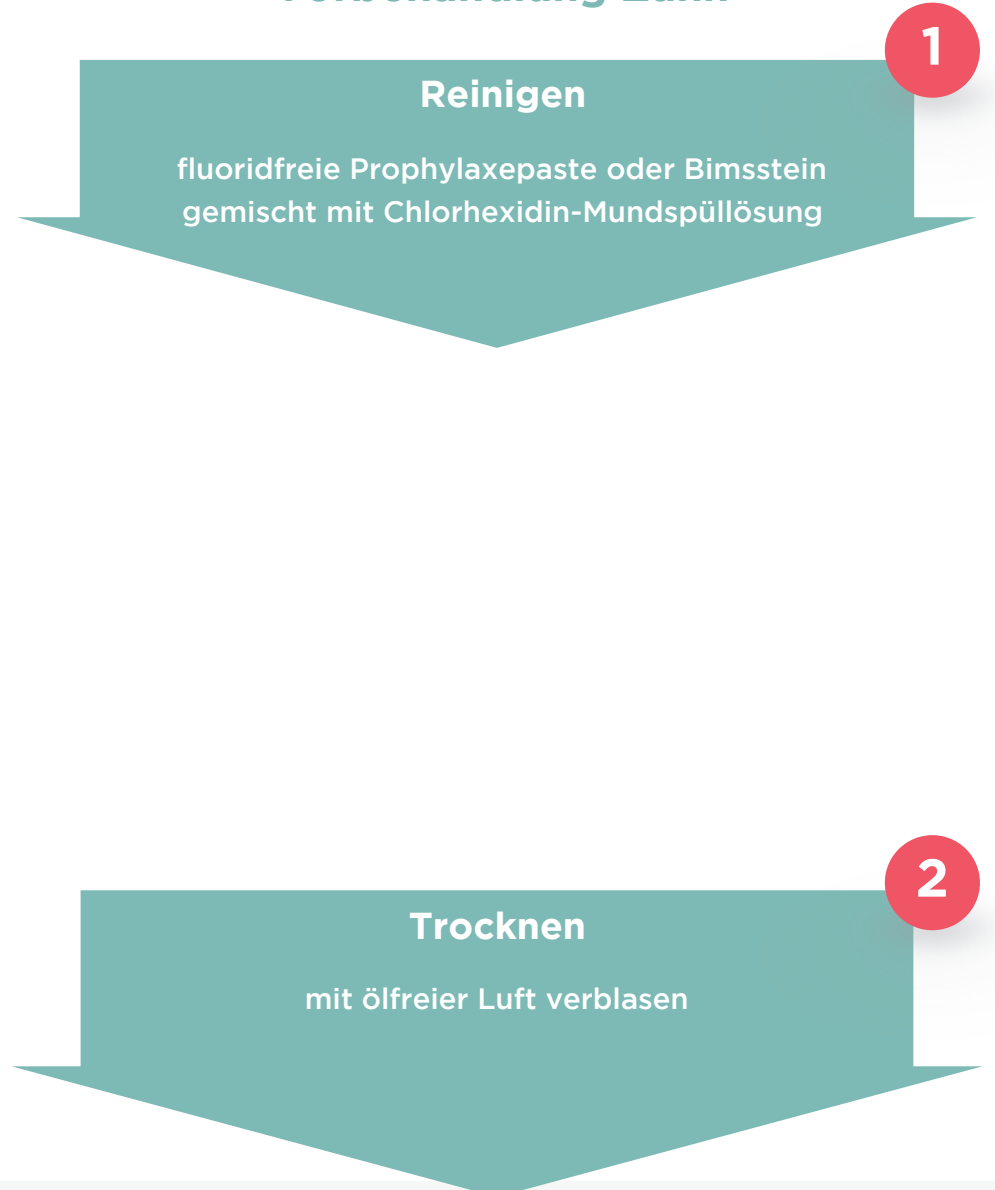 1
Reinigen
fluoridfreie Prophylaxepaste oder Bimsstein
gemischt mit Chlorhexidin-Mundspüllösung
2
Trocknen
mit ölfreier Luft verblasen